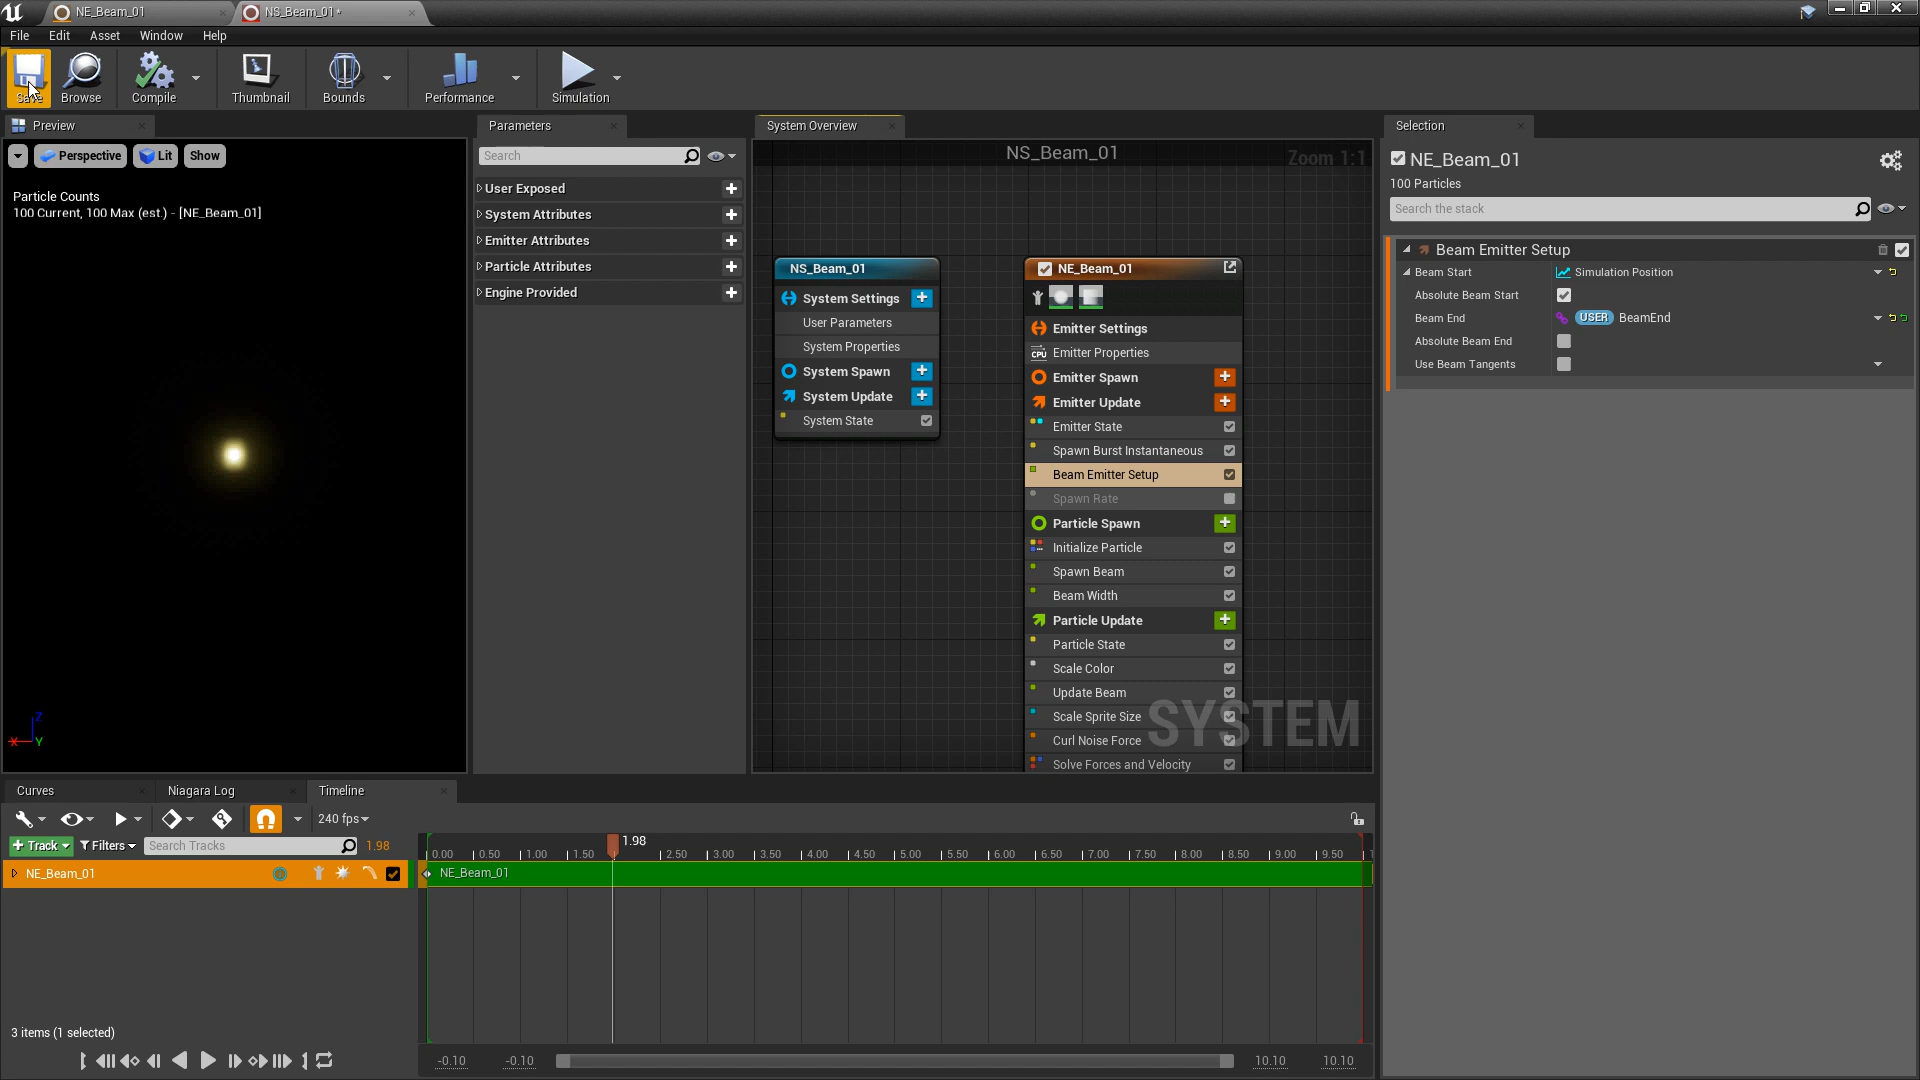 NE_Beam_01
NS_Beam_01*
File Edit Asset Window Help
Save Browse Compile Thumbnail Bounds Performance Simulation
Preview
Perspective Lit Show
Particle Counts
100 Current, 100 Max (est.) - [NE_Beam_01]
Z
X Y
Parameters
Search
User Exposed
System Attributes
Emitter Attributes
Particle Attributes
Engine Provided
System Overview
NS_Beam_01
Zoom 1:1
NS_Beam_01
System Settings
User Parameters
System Properties
System Spawn
System Update
System State
NE_Beam_01
Emitter Settings
CPU Emitter Properties
Emitter Spawn
Emitter Update
Emitter State
Spawn Burst Instantaneous
Beam Emitter Setup
Spawn Rate
Particle Spawn
Initialize Particle
Spawn Beam
Beam Width
Particle Update
Particle State
Scale Color
Update Beam
Scale Sprite Size
Curl Noise Force
Solve Forces and Velocity
SYSTEM
Selection
NE_Beam_01
100 Particles
Search the stack
Beam Emitter Setup
Beam Start Simulation Position
Absolute Beam Start
Beam End USER BeamEnd
Absolute Beam End
Use Beam Tangents
Curves Niagara Log Timeline
240 fps
Track Filters Search Tracks 1.98
NE_Beam_01
1.98
0.00 0.50 1.00 1.50 2.50 3.00 3.50 4.00 4.50 5.00 5.50 6.00 6.50 7.00 7.50 8.00 8.50 9.00 9.50 1
NE_Beam_01
3 items (1 selected)
-0.10 -0.10 10.10 10.10